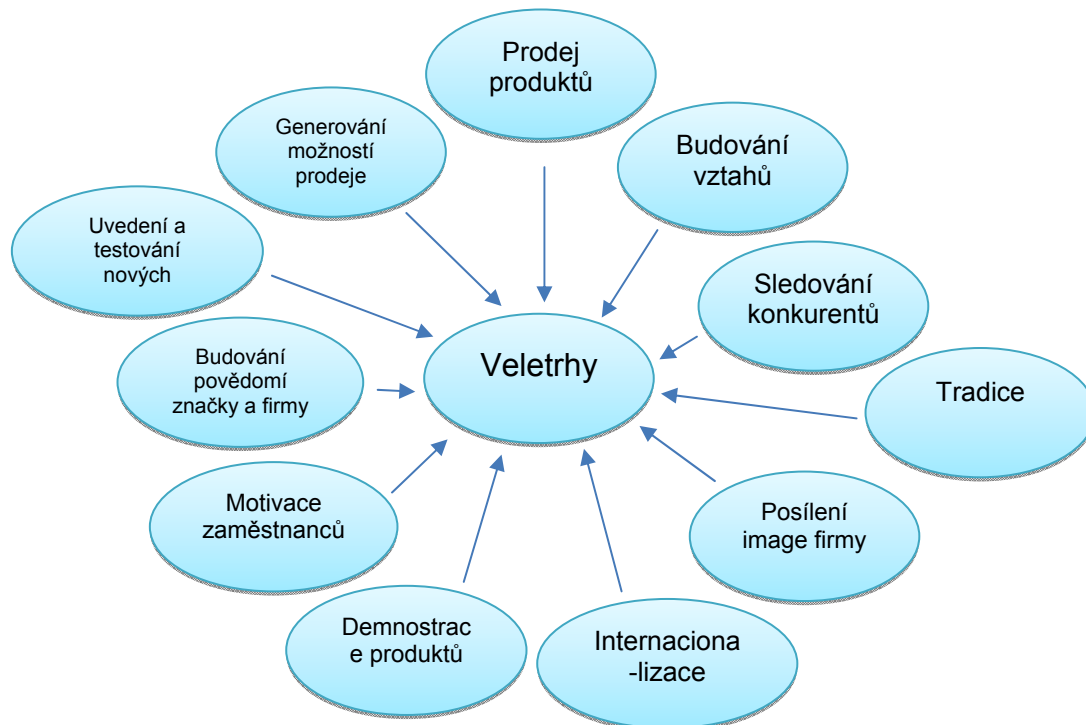 Prodej
produktů
Generování
možností
prodeje
Budování
vztahů
Uvedení a
testování
nových
Sledování
konkurentů
Veletrhy
Budování
povědomí
značky a firmy
Tradice
Motivace
zaměstnanců
Posílení
image firmy
Demnostrac
e produktů
Internaciona
-lizace